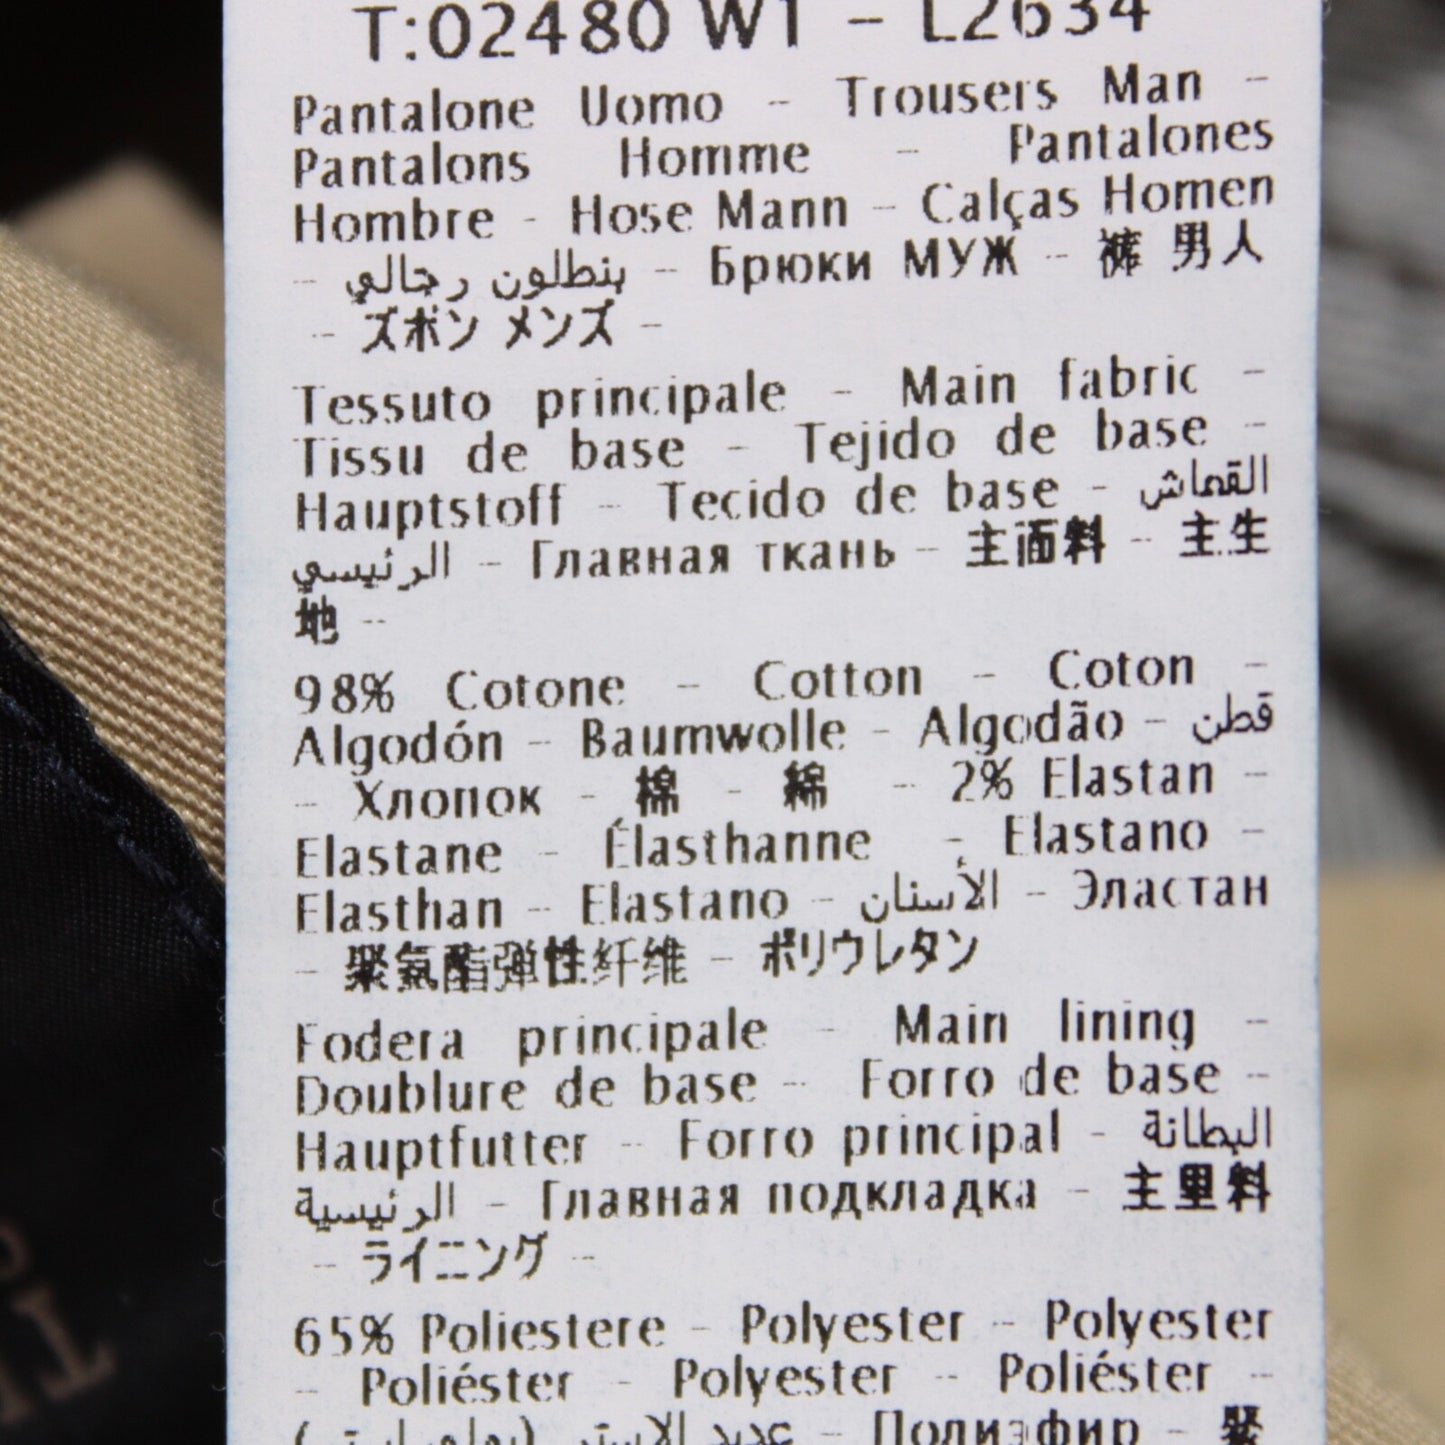 T:02480 W1 - L2634
Pantalone Uomo - Trousers Man -
Pantalons Homme - Pantalones
Hombre - Hose Mann - Calças Homen
- بنطلون رجالي - Брюки МУЖ - 裤 男人
- ズボン メンズ -
Tessuto principale - Main fabric -
Tissu de base - Tejido de base -
Hauptstoff - Tecido de base - القماش
الرئيسي - Главная ткань - 主面料 - 主生
地 -
98% Cotone - Cotton - Coton -
Algodón - Baumwolle - Algodão - قطن
- Хлопок - 棉 - 綿 - 2% Elastan -
Elastane - Élasthanne - Elastano -
Elasthan - Elastano - الأستان - Эластан
- 聚氨酯弹性纤维 - ポリウレタン
Fodera principale - Main lining -
Doublure de base - Forro de base -
Hauptfutter - Forro principal - البطانة
الرئيسية - Главная подкладка - 主里料
- ライニング -
65% Poliestere - Polyester - Polyester
- Poliéster - Polyester - Poliéster -
عديد الاستر - Полиэфир - 聚